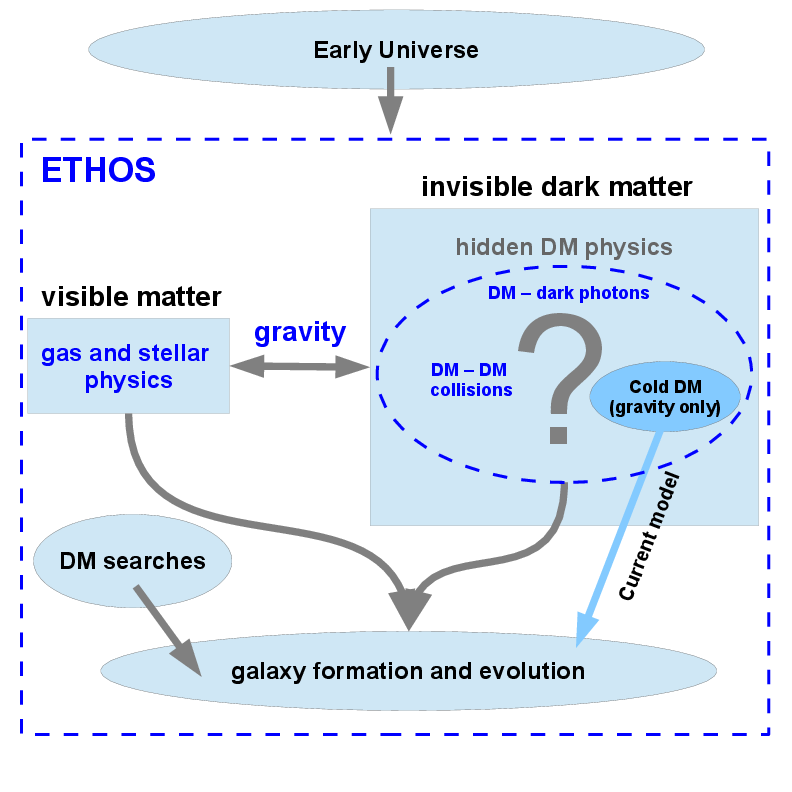 Early Universe
ETHOS
invisible dark matter
hidden DM physics
DM – dark photons
visible matter
gravity
gas and stellar
physics
DM – DM
collisions
?
Cold DM
(gravity only)
Current model
DM searches
galaxy formation and evolution